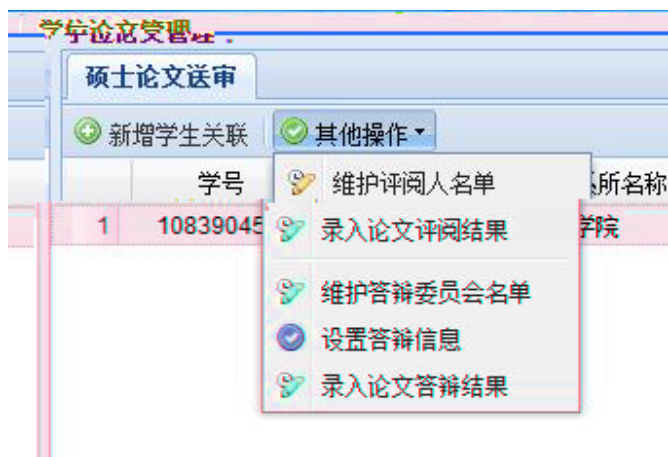 学位论文管理
硕士论文送审
新增学生关联 其他操作
学号 所名称
维护评阅人名单
1 10839045 学院
录入论文评阅结果
维护答辩委员会名单
设置答辩信息
录入论文答辩结果